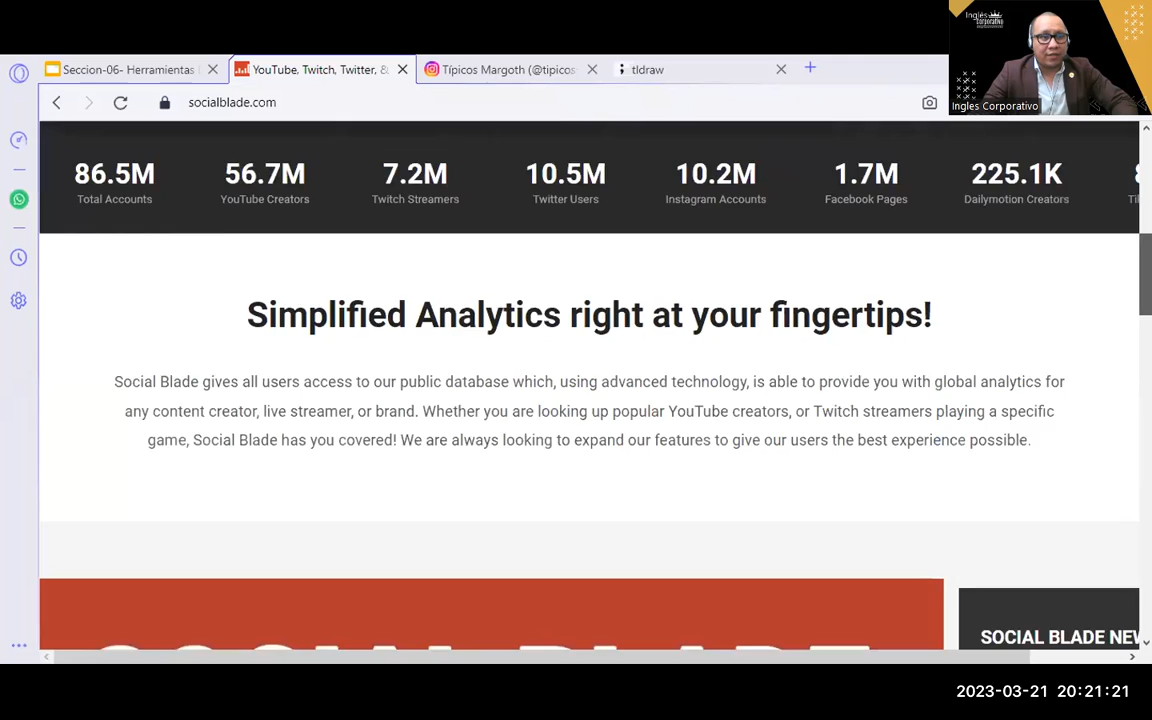 Inglés
Corporativo
Ingles Corporativo
Seccion-06- Herramientas
YouTube, Twitch, Twitter, &
Típicos Margoth (@tipicos
tldraw
socialblade.com
86.5M
56.7M
7.2M
10.5M
10.2M
1.7M
225.1K
Total Accounts
YouTube Creators
Twitch Streamers
Twitter Users
Instagram Accounts
Facebook Pages
Dailymotion Creators
Simplified Analytics right at your fingertips!
Social Blade gives all users access to our public database which, using advanced technology, is able to provide you with global analytics for
any content creator, live streamer, or brand. Whether you are looking up popular YouTube creators, or Twitch streamers playing a specific
game, Social Blade has you covered! We are always looking to expand our features to give our users the best experience possible.
SOCIAL BLADE
SOCIAL BLADE NEW
2023-03-21 20:21:21